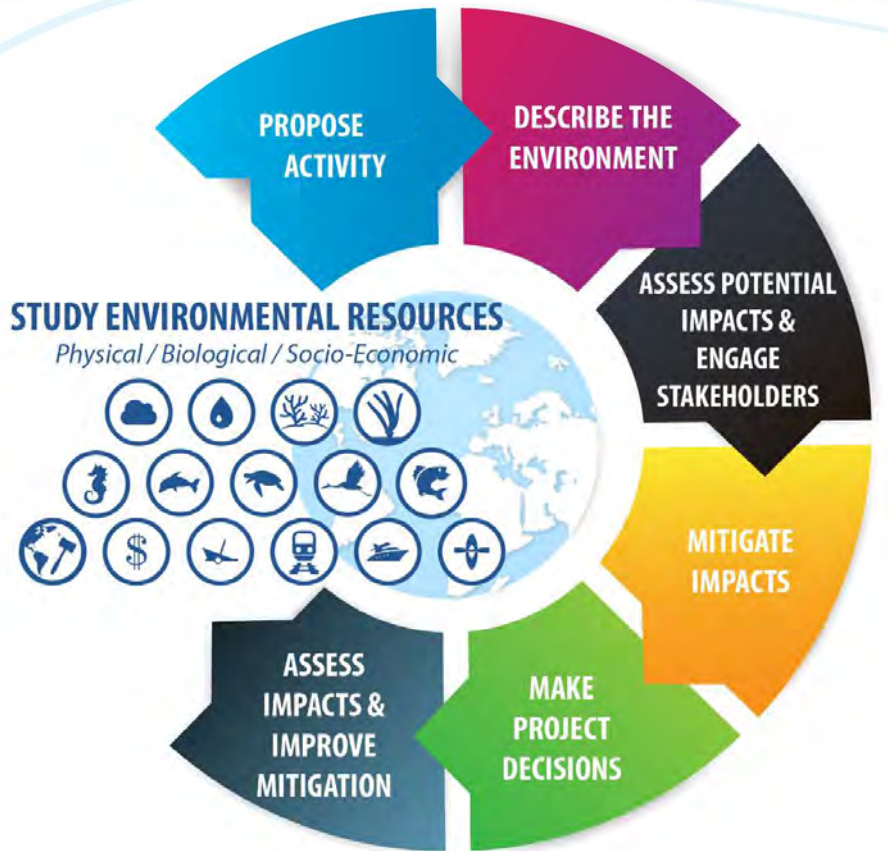 PROPOSE
ACTIVITY
DESCRIBE THE
ENVIRONMENT
ASSESS POTENTIAL
IMPACTS &
ENGAGE
STAKEHOLDERS
MITIGATE
IMPACTS
MAKE
PROJECT
DECISIONS
ASSESS
IMPACTS &
IMPROVE
MITIGATION
STUDY ENVIRONMENTAL RESOURCES
Physical / Biological / Socio-Economic
$